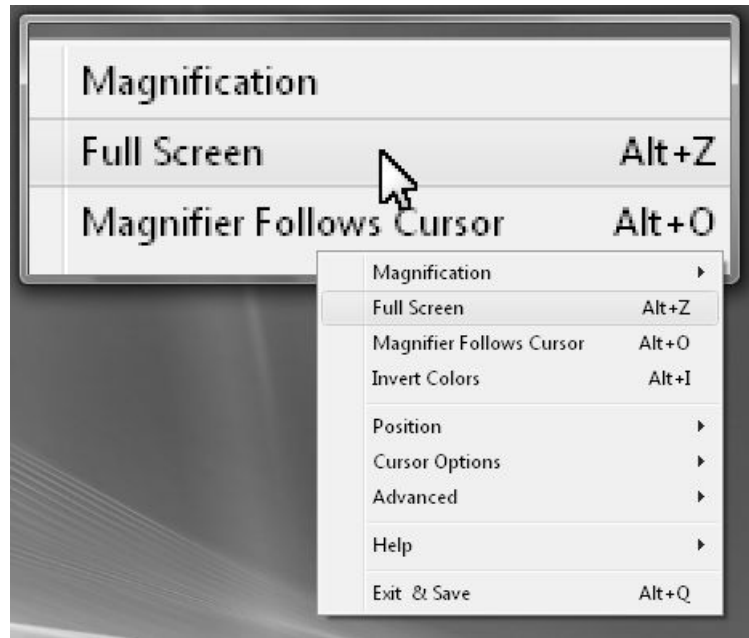 Magnification
Full Screen Alt+Z
Magnifier Follows Cursor Alt+O
Magnification
Full Screen Alt+Z
Magnifier Follows Cursor Alt+O
Invert Colors Alt+I
Position
Cursor Options
Advanced
Help
Exit & Save Alt+Q